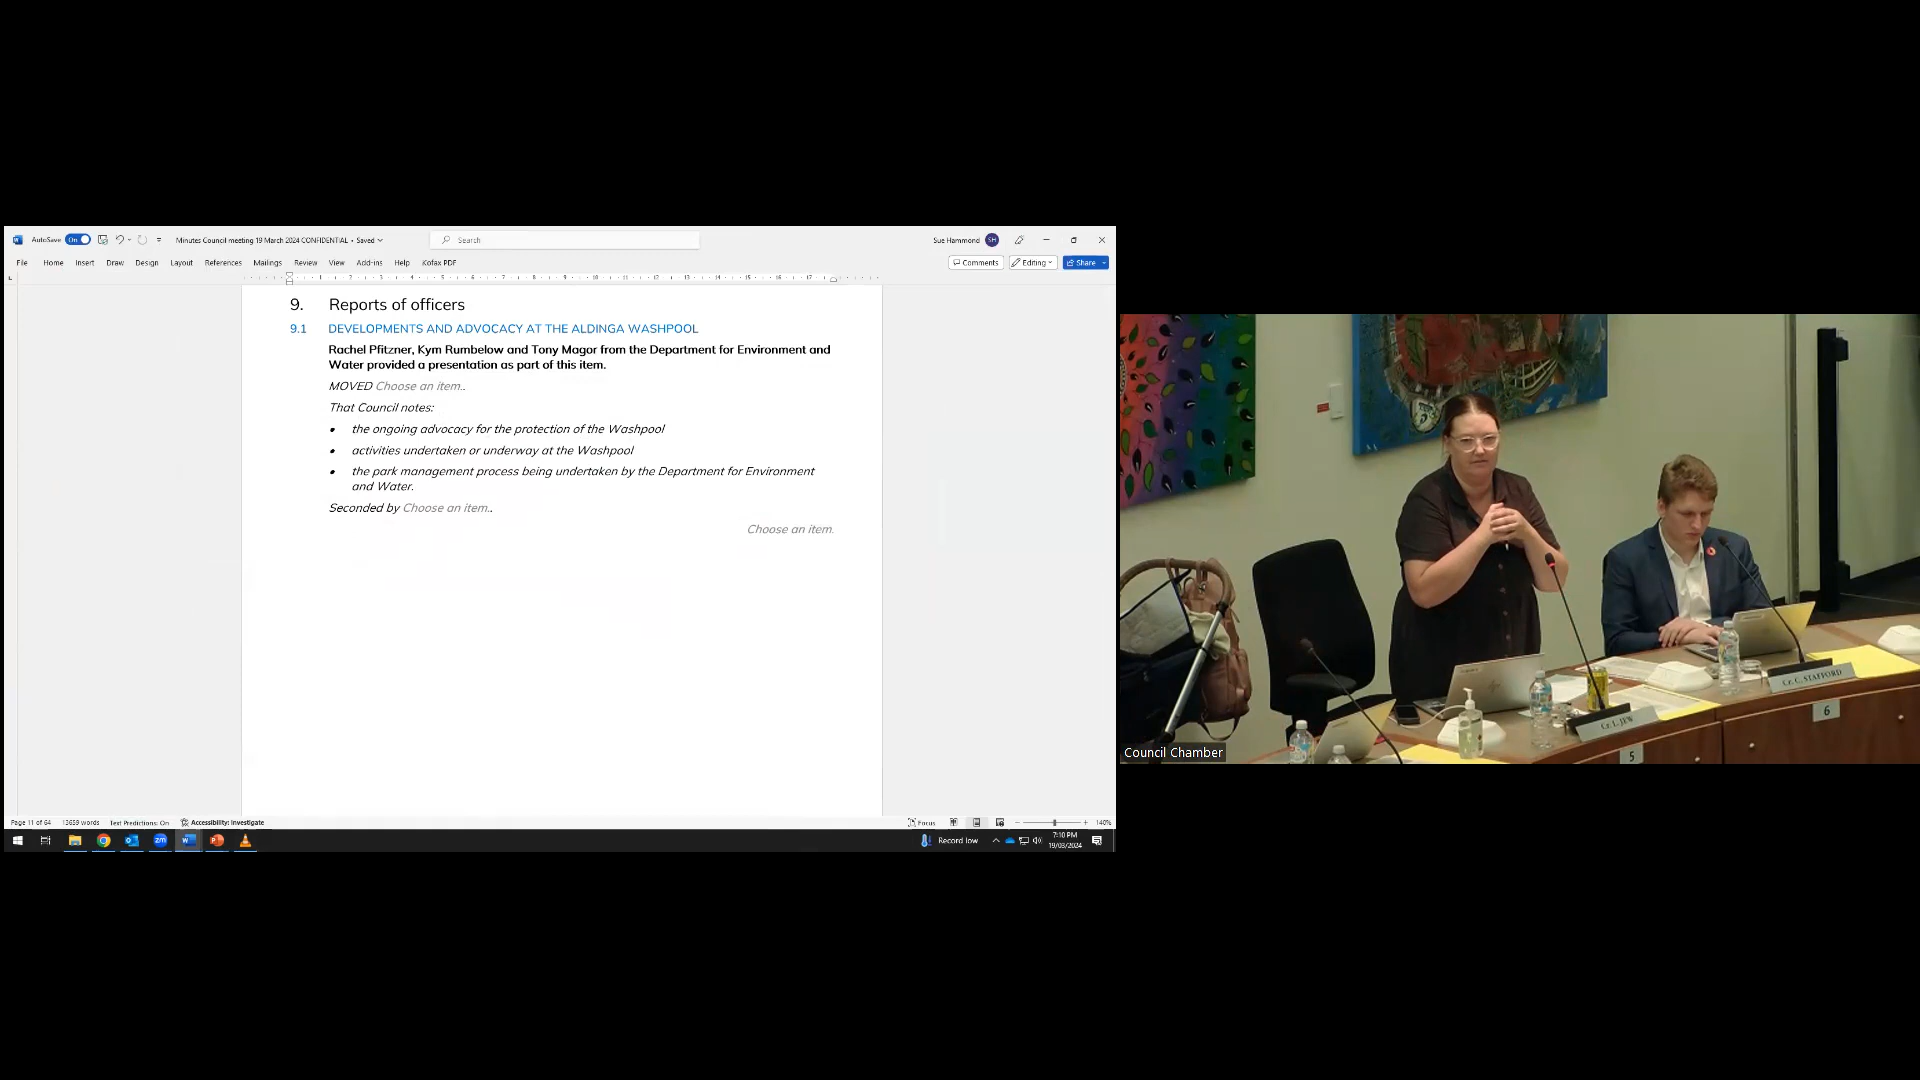 AutoSave On Minutes Council meeting 19 March 2024 CONFIDENTIAL • Saved Search Sue Hammond SH
File Home Insert Draw Design Layout References Mailings Review View Add-ins Help Kofax PDF Comments Editing Share
9. Reports of officers
9.1 DEVELOPMENTS AND ADVOCACY AT THE ALDINGA WASHPOOL
Rachel Pfitzner, Kym Rumbelow and Tony Magor from the Department for Environment and
Water provided a presentation as part of this item.
MOVED Choose an item..
That Council notes:
• the ongoing advocacy for the protection of the Washpool
• activities undertaken or underway at the Washpool
• the park management process being undertaken by the Department for Environment
and Water.
Seconded by Choose an item..
Choose an item.
Page 11 of 64 13659 words Text Predictions: On Accessibility: Investigate Focus 140%
Record low 7:10 PM
19/03/2024
Cr. C. STAFFORD
6
Cr. L. JEW
5
Council Chamber